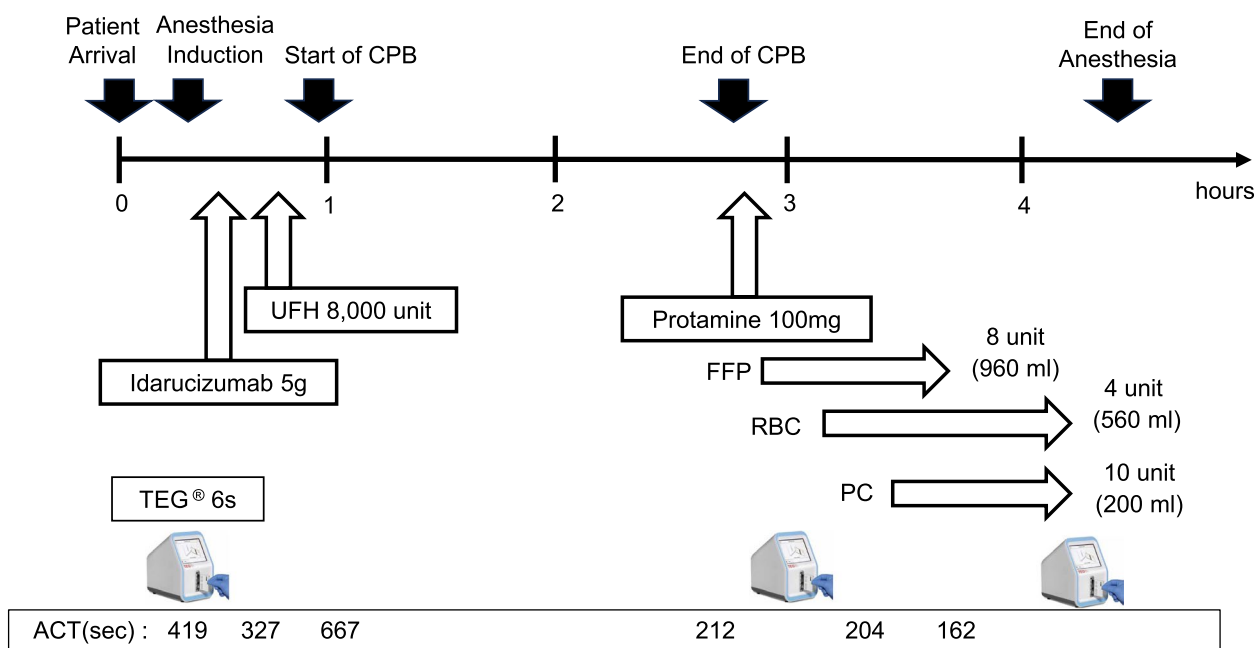 Patient
Arrival
Anesthesia
Induction
Start of CPB
End of CPB
End of
Anesthesia
0
1
2
3
4
hours
UFH 8,000 unit
Idarucizumab 5g
Protamine 100mg
FFP
8 unit
(960 ml)
RBC
4 unit
(560 ml)
PC
10 unit
(200 ml)
TEG® 6s
ACT(sec) : 419 327 667 212 204 162